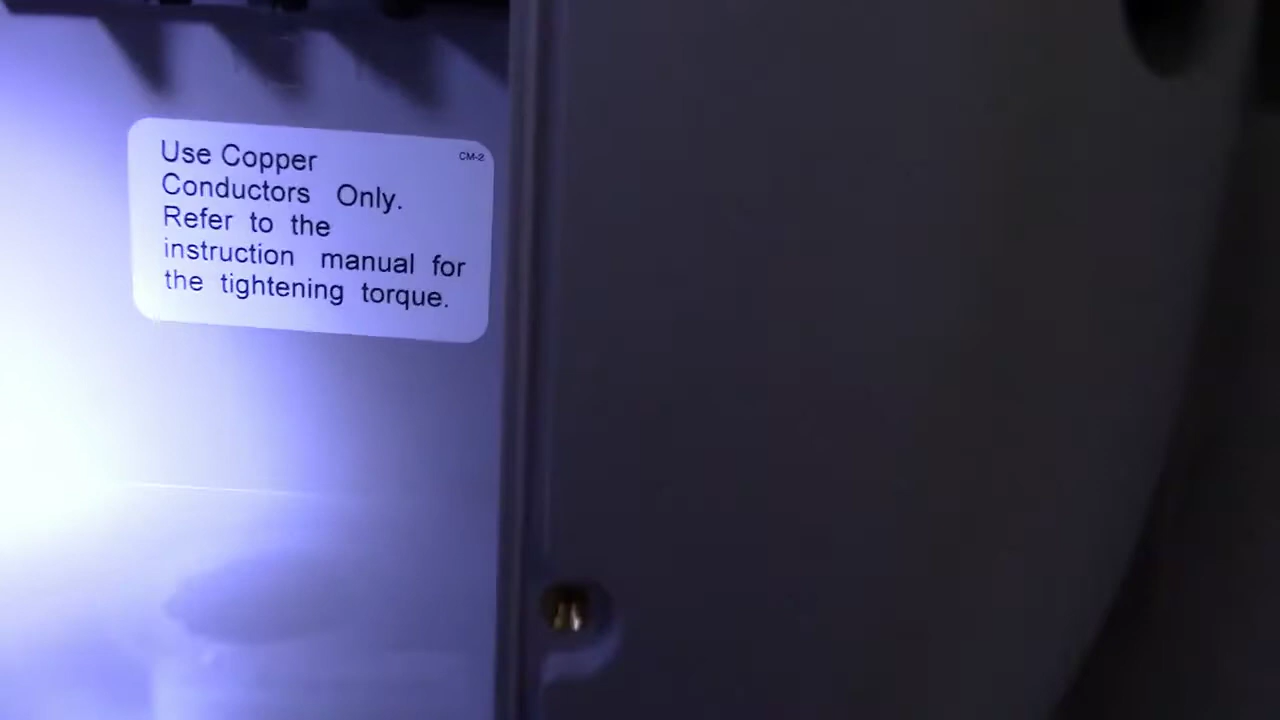 Use Copper
CM-2
Conductors Only.
Refer to the
instruction manual for
the tightening torque.